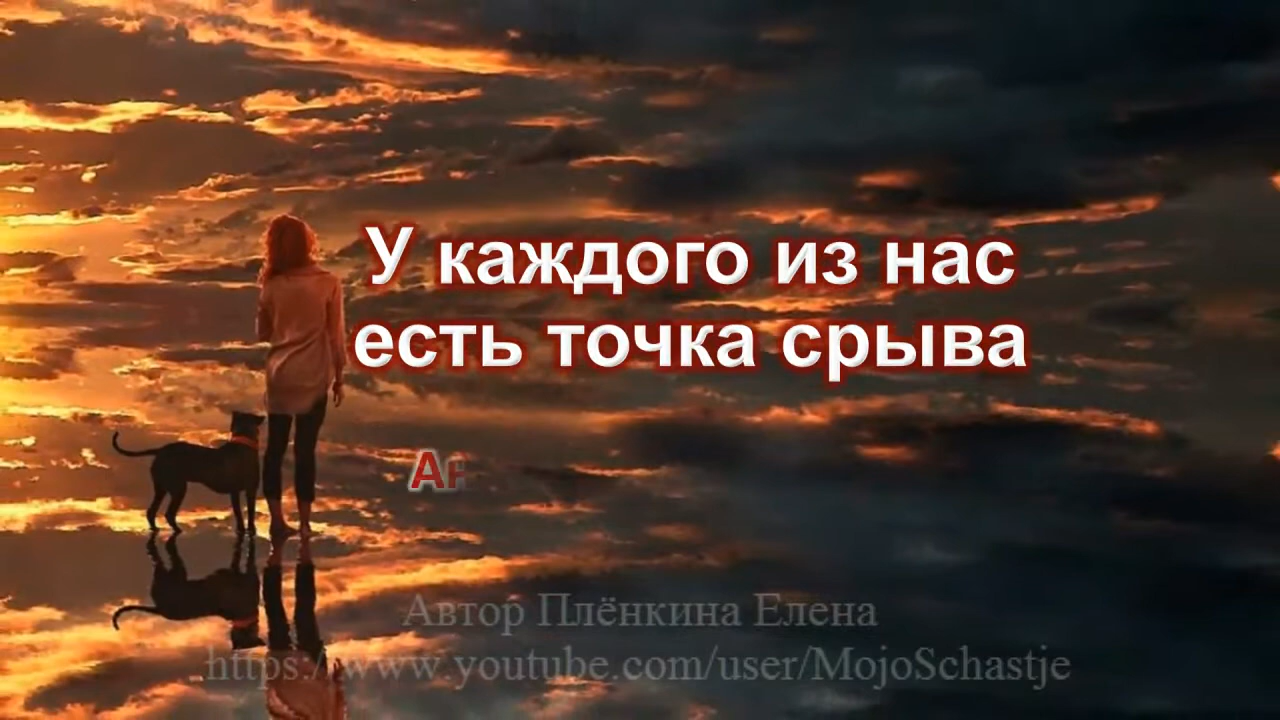 У каждого из нас
есть точка срыва
Автор Плёнкина Елена
https://www.youtube.com/user/MojoSchastje